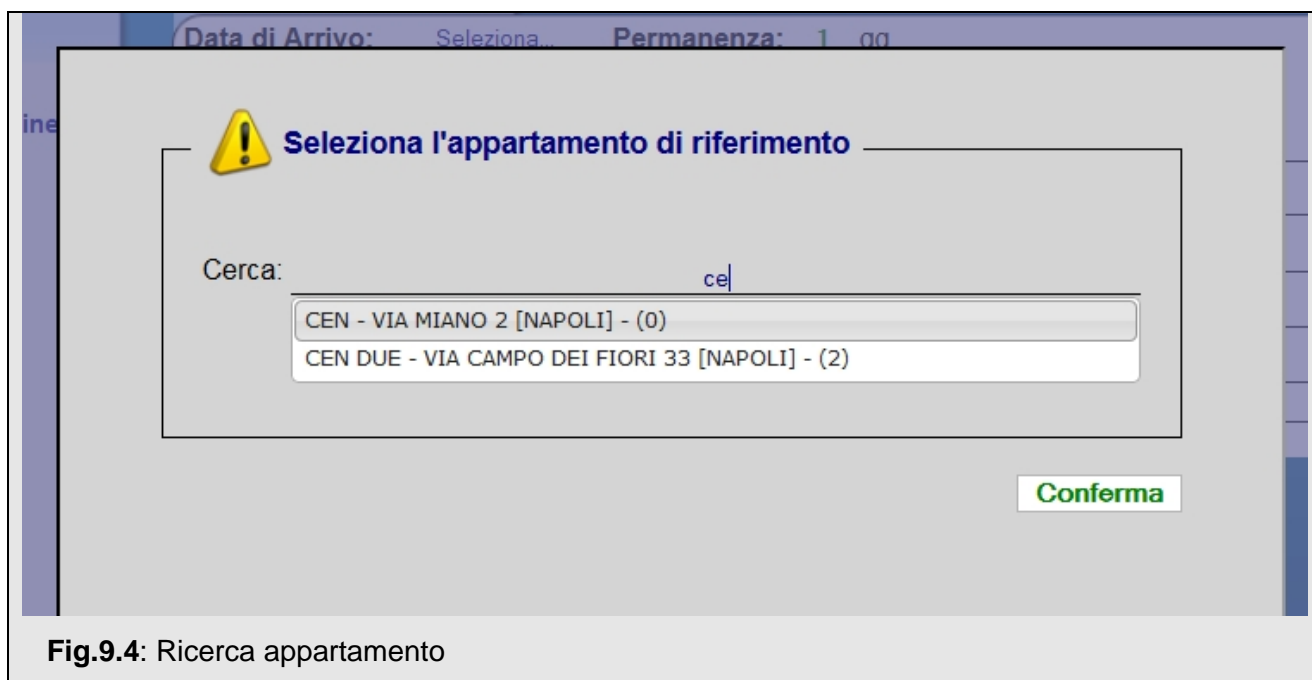 Data di Arrivo: Seleziona... Permanenza: 1 gg
ine
Seleziona l'appartamento di riferimento
Cerca: ce
CEN - VIA MIANO 2 [NAPOLI] - (0)
CEN DUE - VIA CAMPO DEI FIORI 33 [NAPOLI] - (2)
Conferma
Fig.9.4: Ricerca appartamento